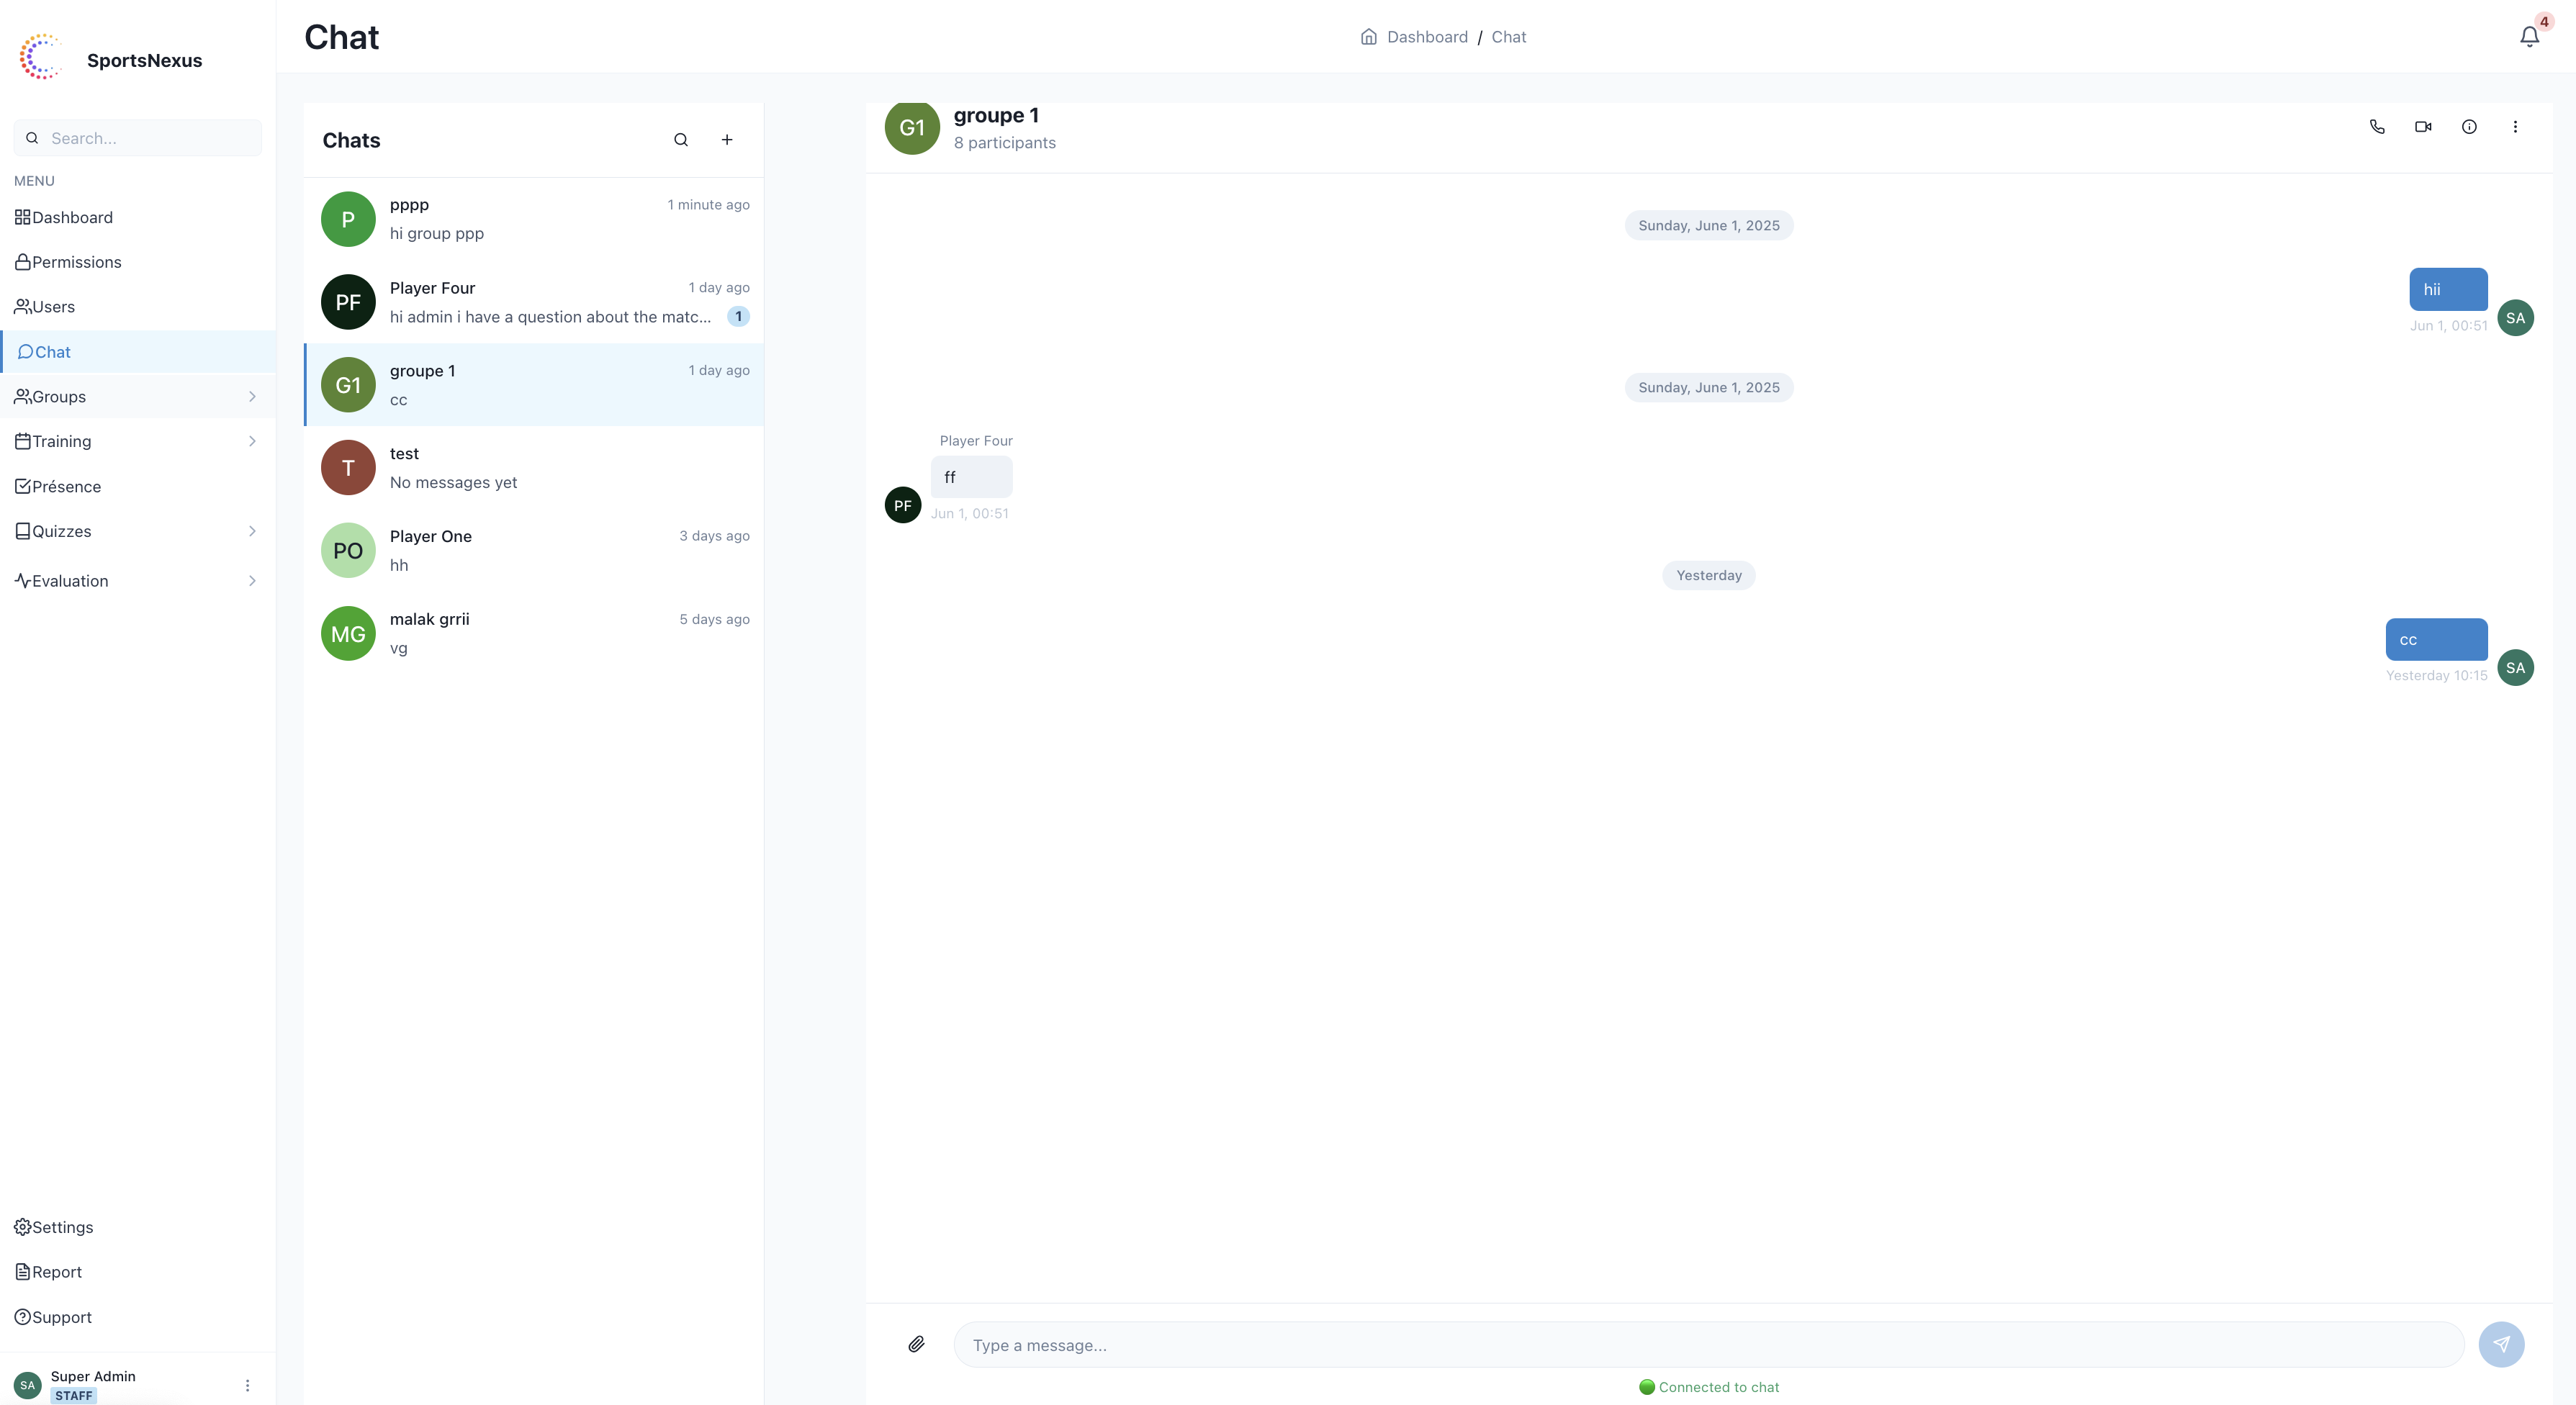 SportsNexus
Search...
MENU
Dashboard
Permissions
Users
Chat
Groups
Training
Présence
Quizzes
Evaluation
Settings
Report
Support
SA
Super Admin
STAFF
Chat
Dashboard / Chat
4
Chats
P
pppp
1 minute ago
hi group ppp
PF
Player Four
1 day ago
hi admin i have a question about the matc...
1
G1
groupe 1
1 day ago
cc
T
test
No messages yet
PO
Player One
3 days ago
hh
MG
malak grrii
5 days ago
vg
G1
groupe 1
8 participants
Sunday, June 1, 2025
hii
SA
Jun 1, 00:51
Sunday, June 1, 2025
Player Four
ff
PF
Jun 1, 00:51
Yesterday
cc
SA
Yesterday 10:15
Type a message...
Connected to chat